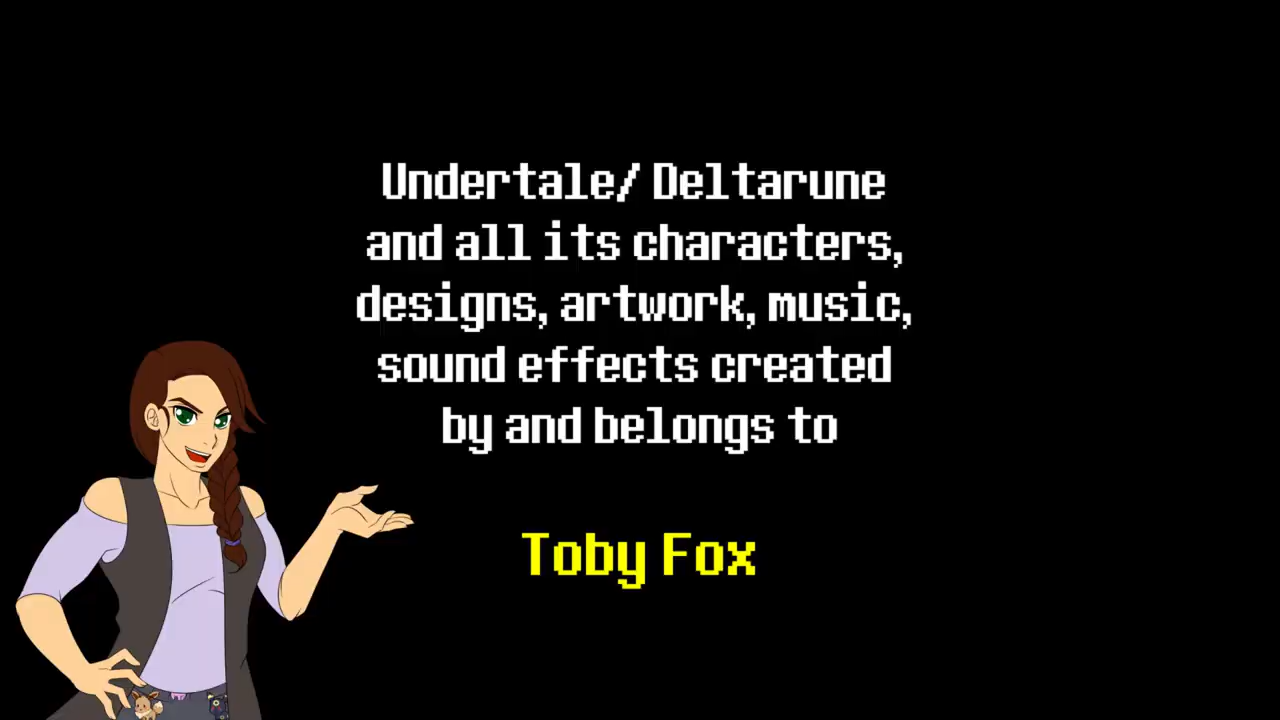 Undertale/ Deltarune
and all its characters,
designs, artwork, music,
sound effects created
by and belongs to
Toby Fox